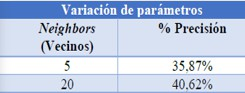 Variación de parámetros
Neighbors
(Vecinos)
% Precisión
5
35,87%
20
40,62%